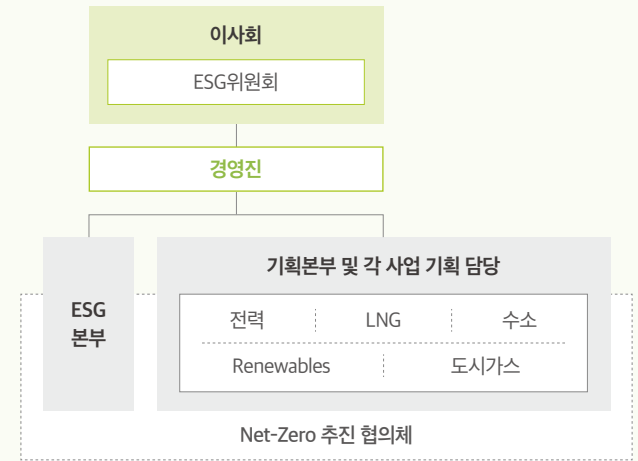 이사회
ESG위원회
경영진
ESG
본부
기획본부 및 각 사업 기획 담당
전력 LNG 수소
Renewables 도시가스
Net-Zero 추진 협의체